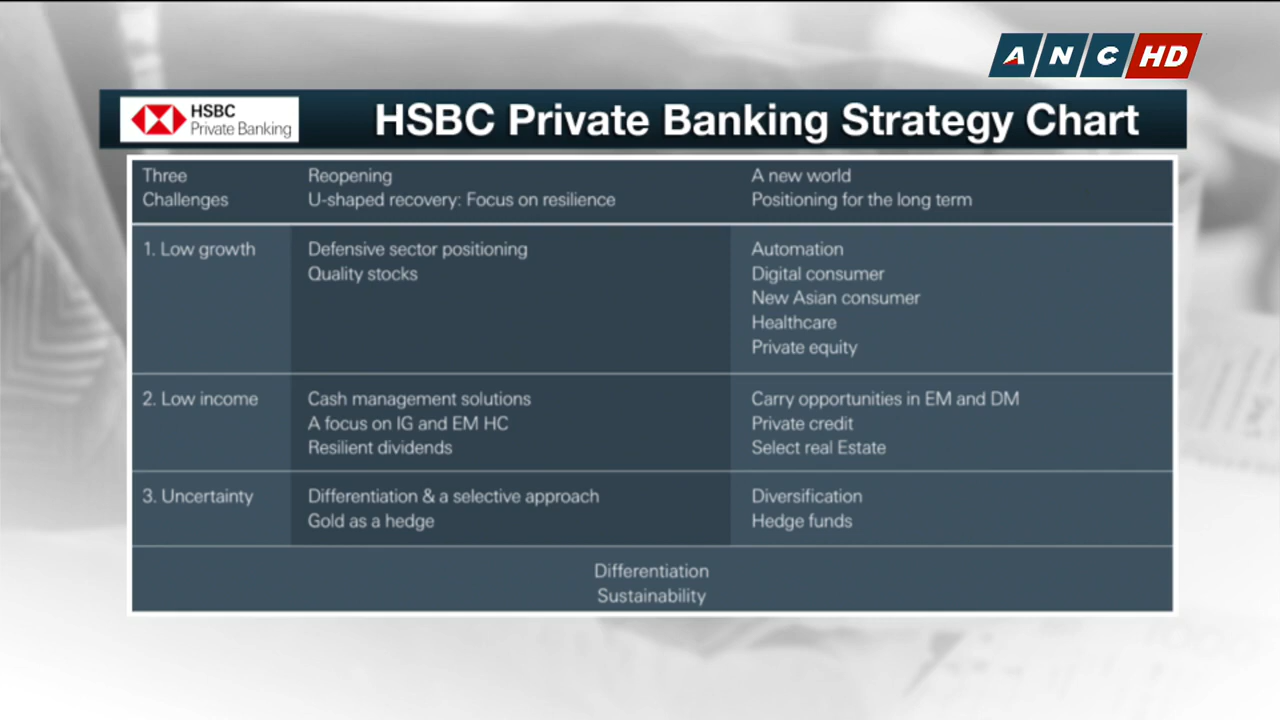 ANC HD
HSBC
Private Banking
HSBC Private Banking Strategy Chart
Three
Challenges
Reopening
U-shaped recovery: Focus on resilience
A new world
Positioning for the long term
1. Low growth
Defensive sector positioning
Quality stocks
Automation
Digital consumer
New Asian consumer
Healthcare
Private equity
2. Low income
Cash management solutions
A focus on IG and EM HC
Resilient dividends
Carry opportunities in EM and DM
Private credit
Select real Estate
3. Uncertainty
Differentiation & a selective approach
Gold as a hedge
Diversification
Hedge funds
Differentiation
Sustainability